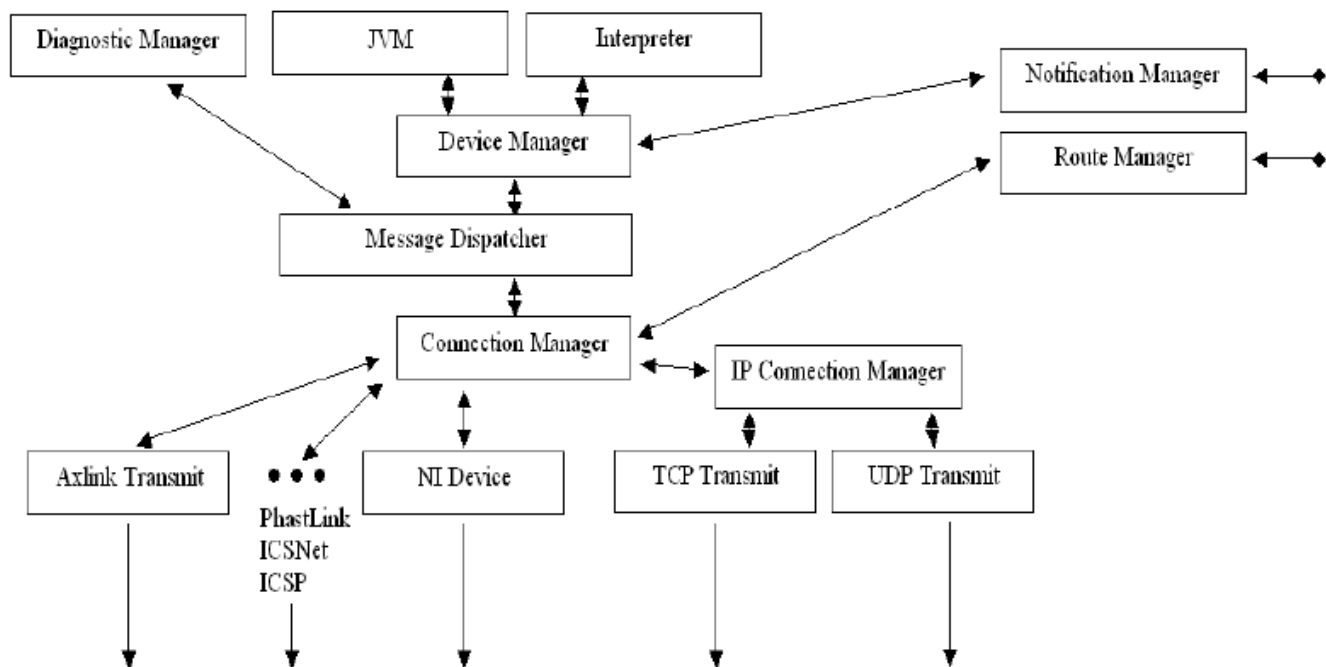 Diagnostic Manager
JVM
Interpreter
Notification Manager
Device Manager
Route Manager
Message Dispatcher
Connection Manager
IP Connection Manager
Axlink Transmit
NI Device
TCP Transmit
UDP Transmit
PhastLink
ICSNet
ICSP